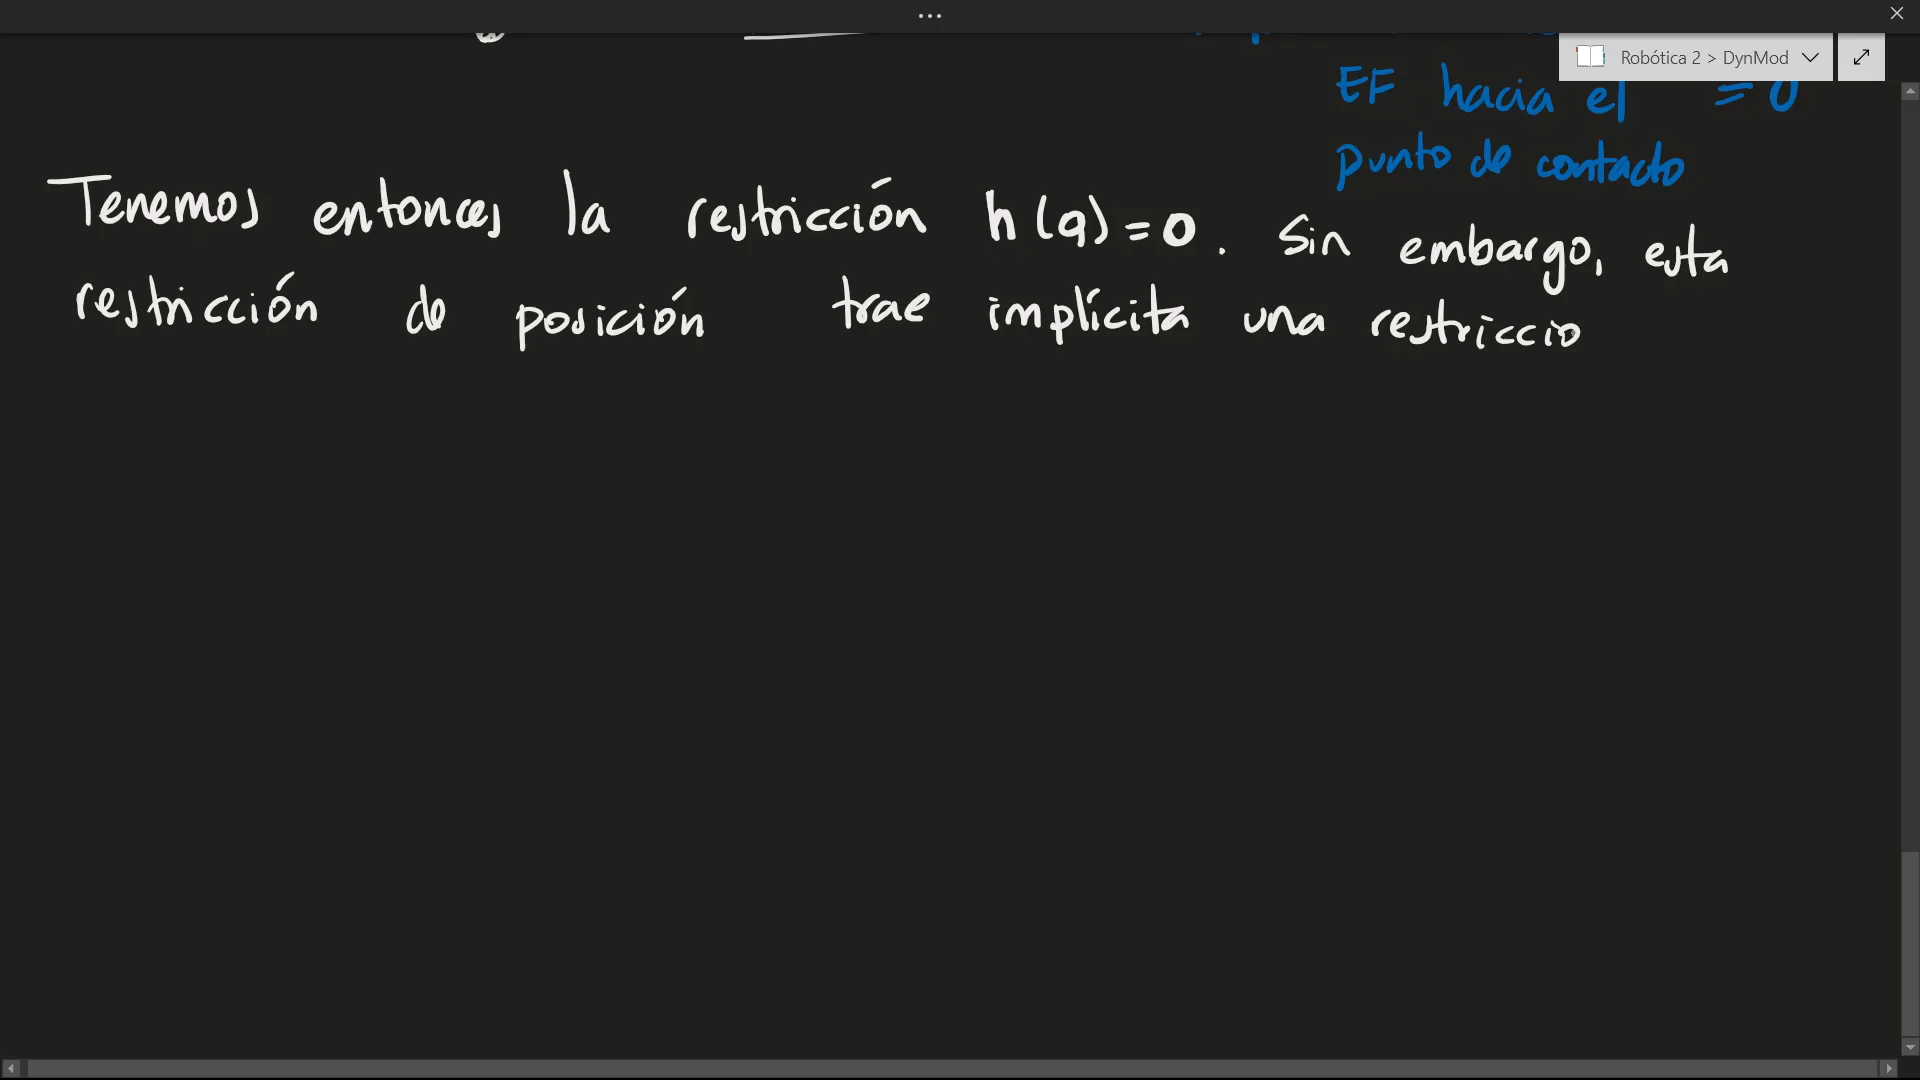 Robótica 2 > DynMod
EF hacia el = 0
punto de contacto
Tenemos entonces la restricción h(q) = 0. Sin embargo, esta
restricción de posición trae implícita una restriccio